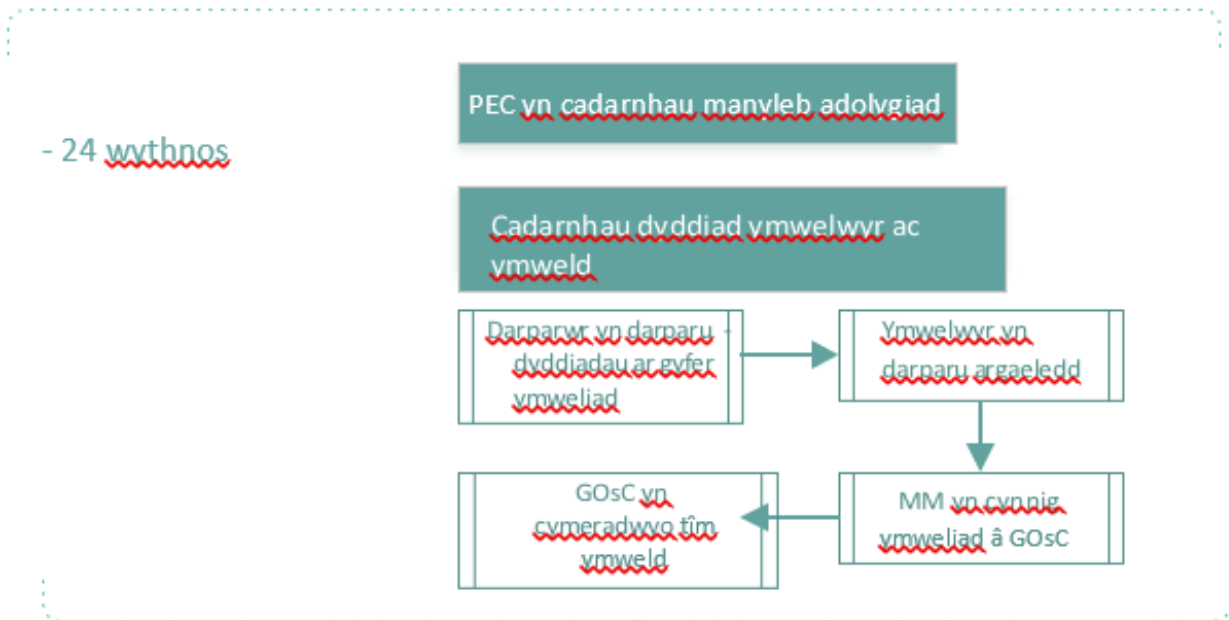 PEC yn cadarnhau manyleb adolygiad
- 24 wythnos
Cadarnhau dyddiad ymwelwyr ac
ymweld
Darparwr yn darparu -
dyddiadau ar gyfer
ymweliad
Ymwelwyr yn
darparu argaeledd
GOsC yn
cymeradwyo tîm
ymweld
MM yn cynnig
ymweliad â GOsC